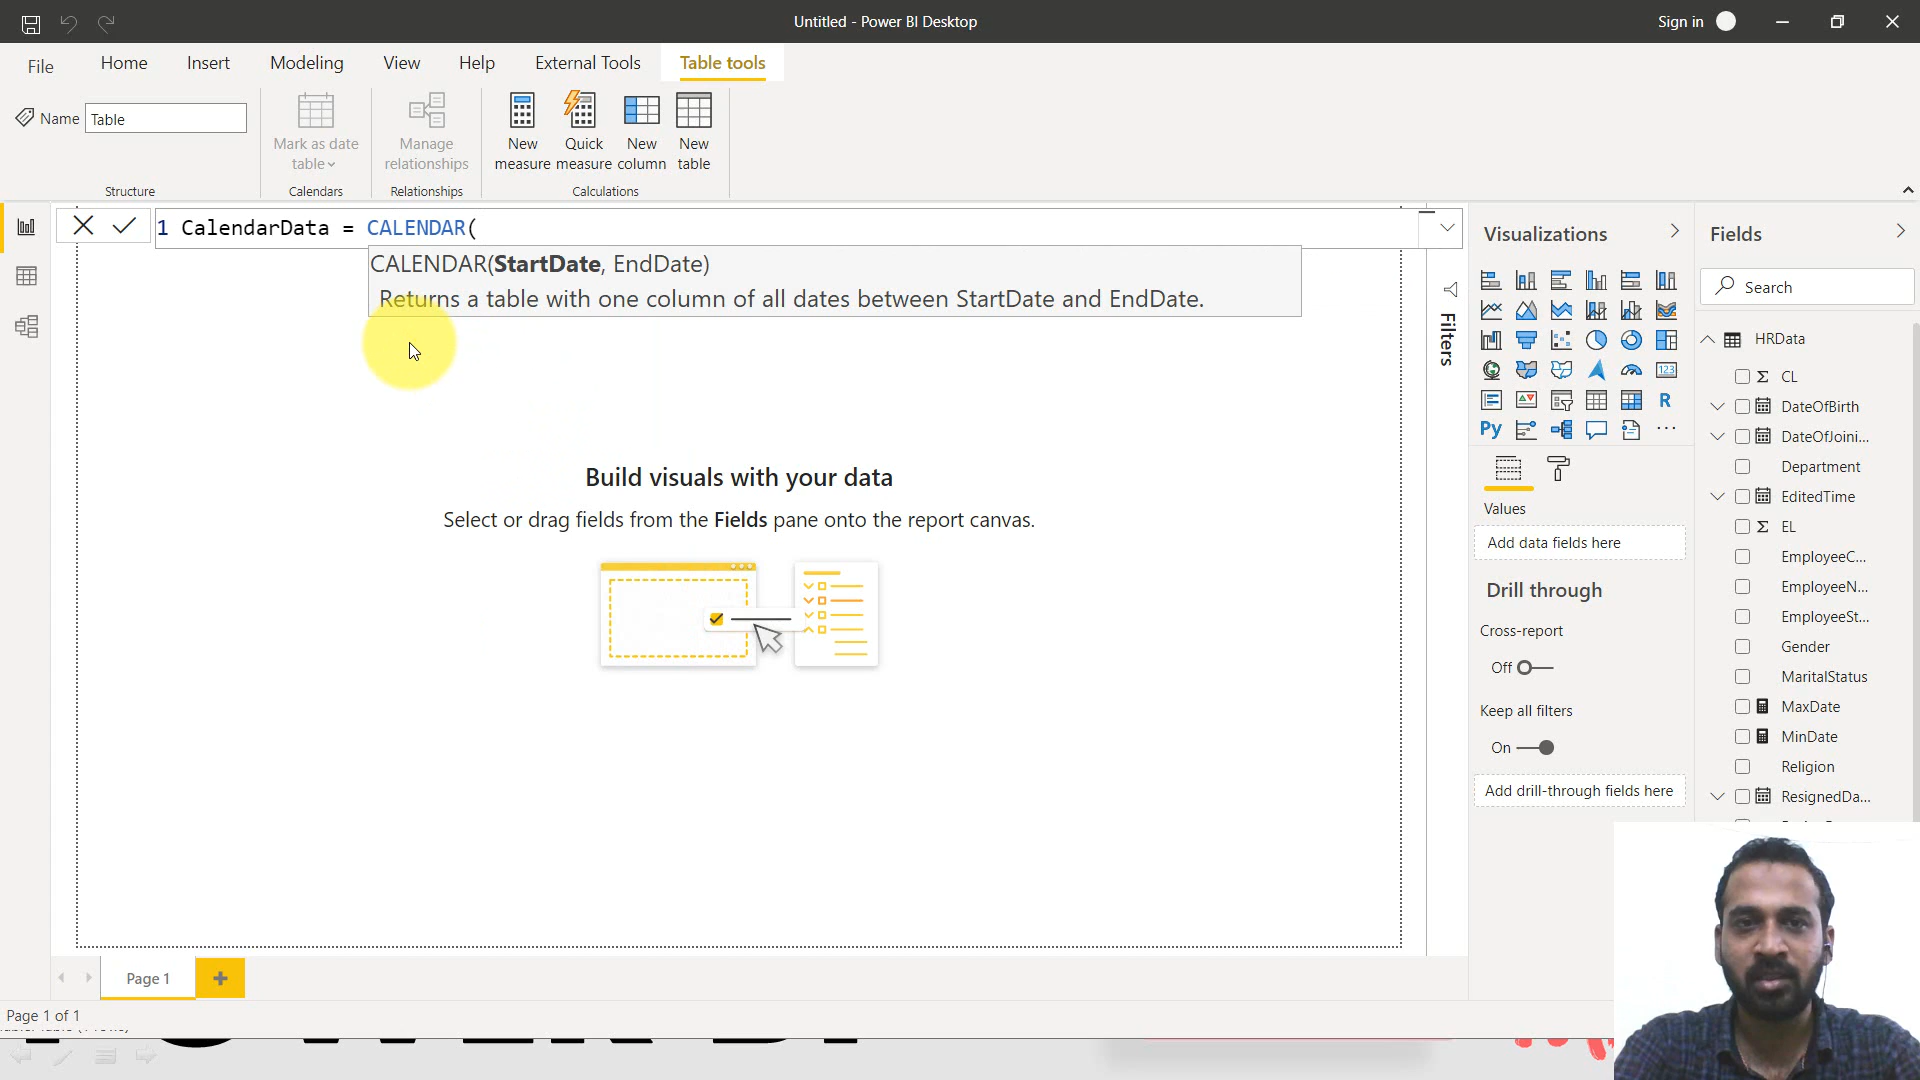 Untitled - Power BI Desktop
Sign in
File
Home
Insert
Modeling
View
Help
External Tools
Table tools
Name
Table
Mark as date
table
Manage
relationships
New
measure
Quick
measure
New
column
New
table
Structure
Calendars
Relationships
Calculations
1 CalendarData = CALENDAR(
CALENDAR(StartDate, EndDate)
Returns a table with one column of all dates between StartDate and EndDate.
Build visuals with your data
Select or drag fields from the Fields pane onto the report canvas.
Filters
Visualizations
123
R
Py
Values
Add data fields here
Drill through
Cross-report
Off
Keep all filters
On
Add drill-through fields here
Fields
Search
HRData
CL
DateOfBirth
DateOfJoini...
Department
EditedTime
EL
EmployeeC...
EmployeeN...
EmployeeSt...
Gender
MaritalStatus
MaxDate
MinDate
Religion
ResignedDa...
Page 1
Page 1 of 1